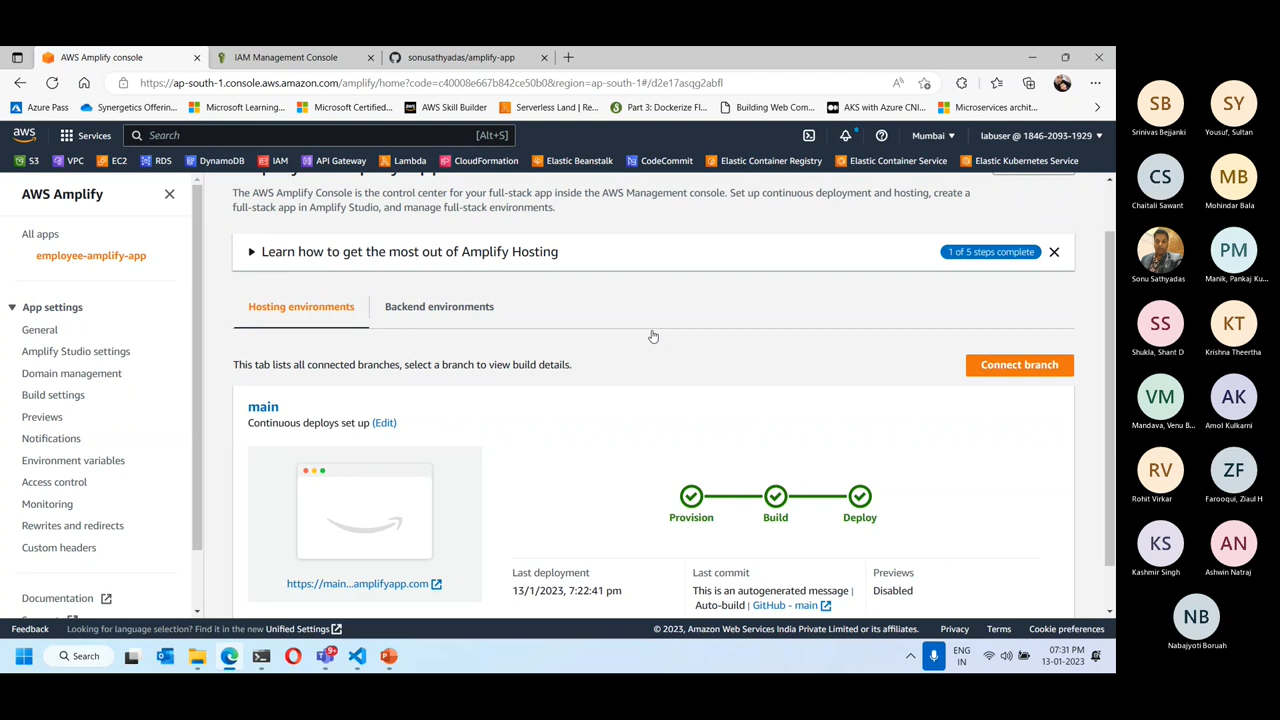 AWS Amplify console
IAM Management Console
sonusathyadas/amplify-app
https://ap-south-1.console.aws.amazon.com/amplify/home?code=c40008e667b842ce50b0&region=ap-south-1#/d2e17asgq2abfl
Azure Pass
Synergetics Offerin...
Microsoft Learning...
Microsoft Certified...
AWS Skill Builder
Serverless Land | Re...
Part 3: Dockerize Fl...
Building Web Com...
AKS with Azure CNI...
Microservices archit...
aws
Services
Search
[Alt+S]
Mumbai
labuser @ 1846-2093-1929
S3
VPC
EC2
RDS
DynamoDB
IAM
API Gateway
Lambda
CloudFormation
Elastic Beanstalk
CodeCommit
Elastic Container Registry
Elastic Container Service
Elastic Kubernetes Service
AWS Amplify
All apps
employee-amplify-app
App settings
General
Amplify Studio settings
Domain management
Build settings
Previews
Notifications
Environment variables
Access control
Monitoring
Rewrites and redirects
Custom headers
Documentation
The AWS Amplify Console is the control center for your full-stack app inside the AWS Management console. Set up continuous deployment and hosting, create a
full-stack app in Amplify Studio, and manage full-stack environments.
Learn how to get the most out of Amplify Hosting
1 of 5 steps complete
Hosting environments
Backend environments
This tab lists all connected branches, select a branch to view build details.
Connect branch
main
Continuous deploys set up (Edit)
Provision
Build
Deploy
https://main...amplifyapp.com
Last deployment
13/1/2023, 7:22:41 pm
Last commit
This is an autogenerated message |
Auto-build | GitHub - main
Previews
Disabled
Feedback
Looking for language selection? Find it in the new Unified Settings
© 2023, Amazon Web Services India Private Limited or its affiliates.
Privacy
Terms
Cookie preferences
Search
9+
ENG
IN
07:31 PM
13-01-2023
SB
Srinivas Bejjanki
SY
Yousuf, Sultan
CS
Chaitali Sawant
MB
Mohindar Bala
Sonu Sathyadas
PM
Manik, Pankaj Ku...
SS
Shukla, Shant D
KT
Krishna Theertha
VM
Mandava, Venu B...
AK
Amol Kulkarni
RV
Rohit Virkar
ZF
Farooqui, Ziaul H
KS
Kashmir Singh
AN
Ashwin Natraj
NB
Nabajyoti Boruah